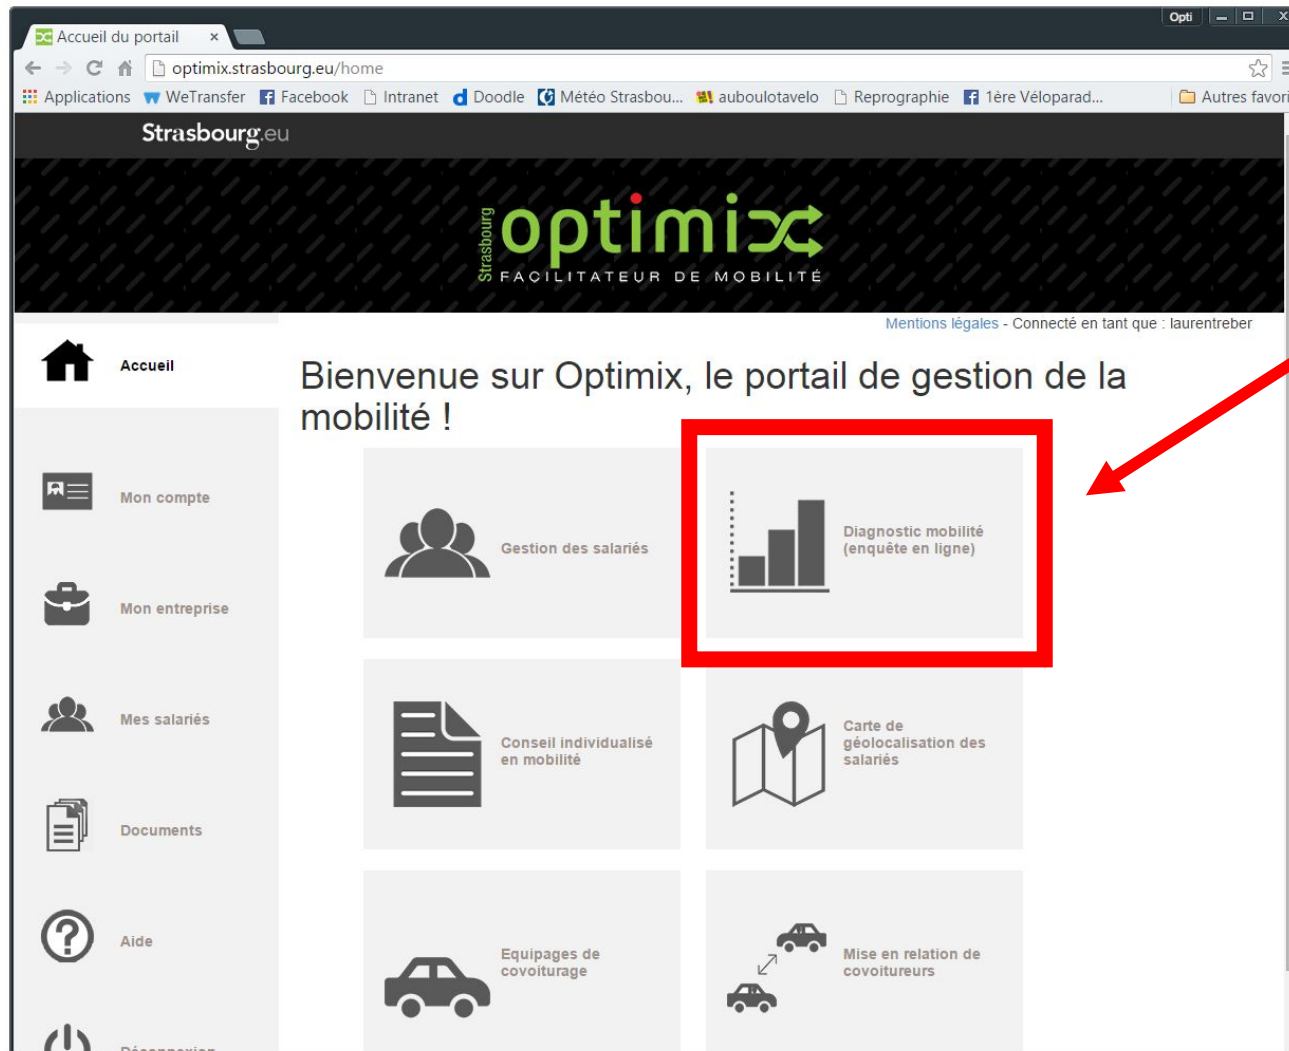 Opti
Accueil du portail
optimix.strasbourg.eu/home
Applications WeTransfer Facebook Intranet Doodle Météo Strasbou... auboulotavelo Reprographie 1ère Véloparad... Autres favori
Strasbourg.eu
Strasbourg
optimix
FACILITATEUR DE MOBILITÉ
Mentions légales - Connecté en tant que : laurentreber
Accueil
Bienvenue sur Optimix, le portail de gestion de la
mobilité !
Mon compte
Mon entreprise
Mes salariés
Documents
Aide
Déconnexion
Gestion des salariés
Diagnostic mobilité
(enquête en ligne)
Conseil individualisé
en mobilité
Carte de
géolocalisation des
salariés
Equipages de
covoiturage
Mise en relation de
covoitureurs